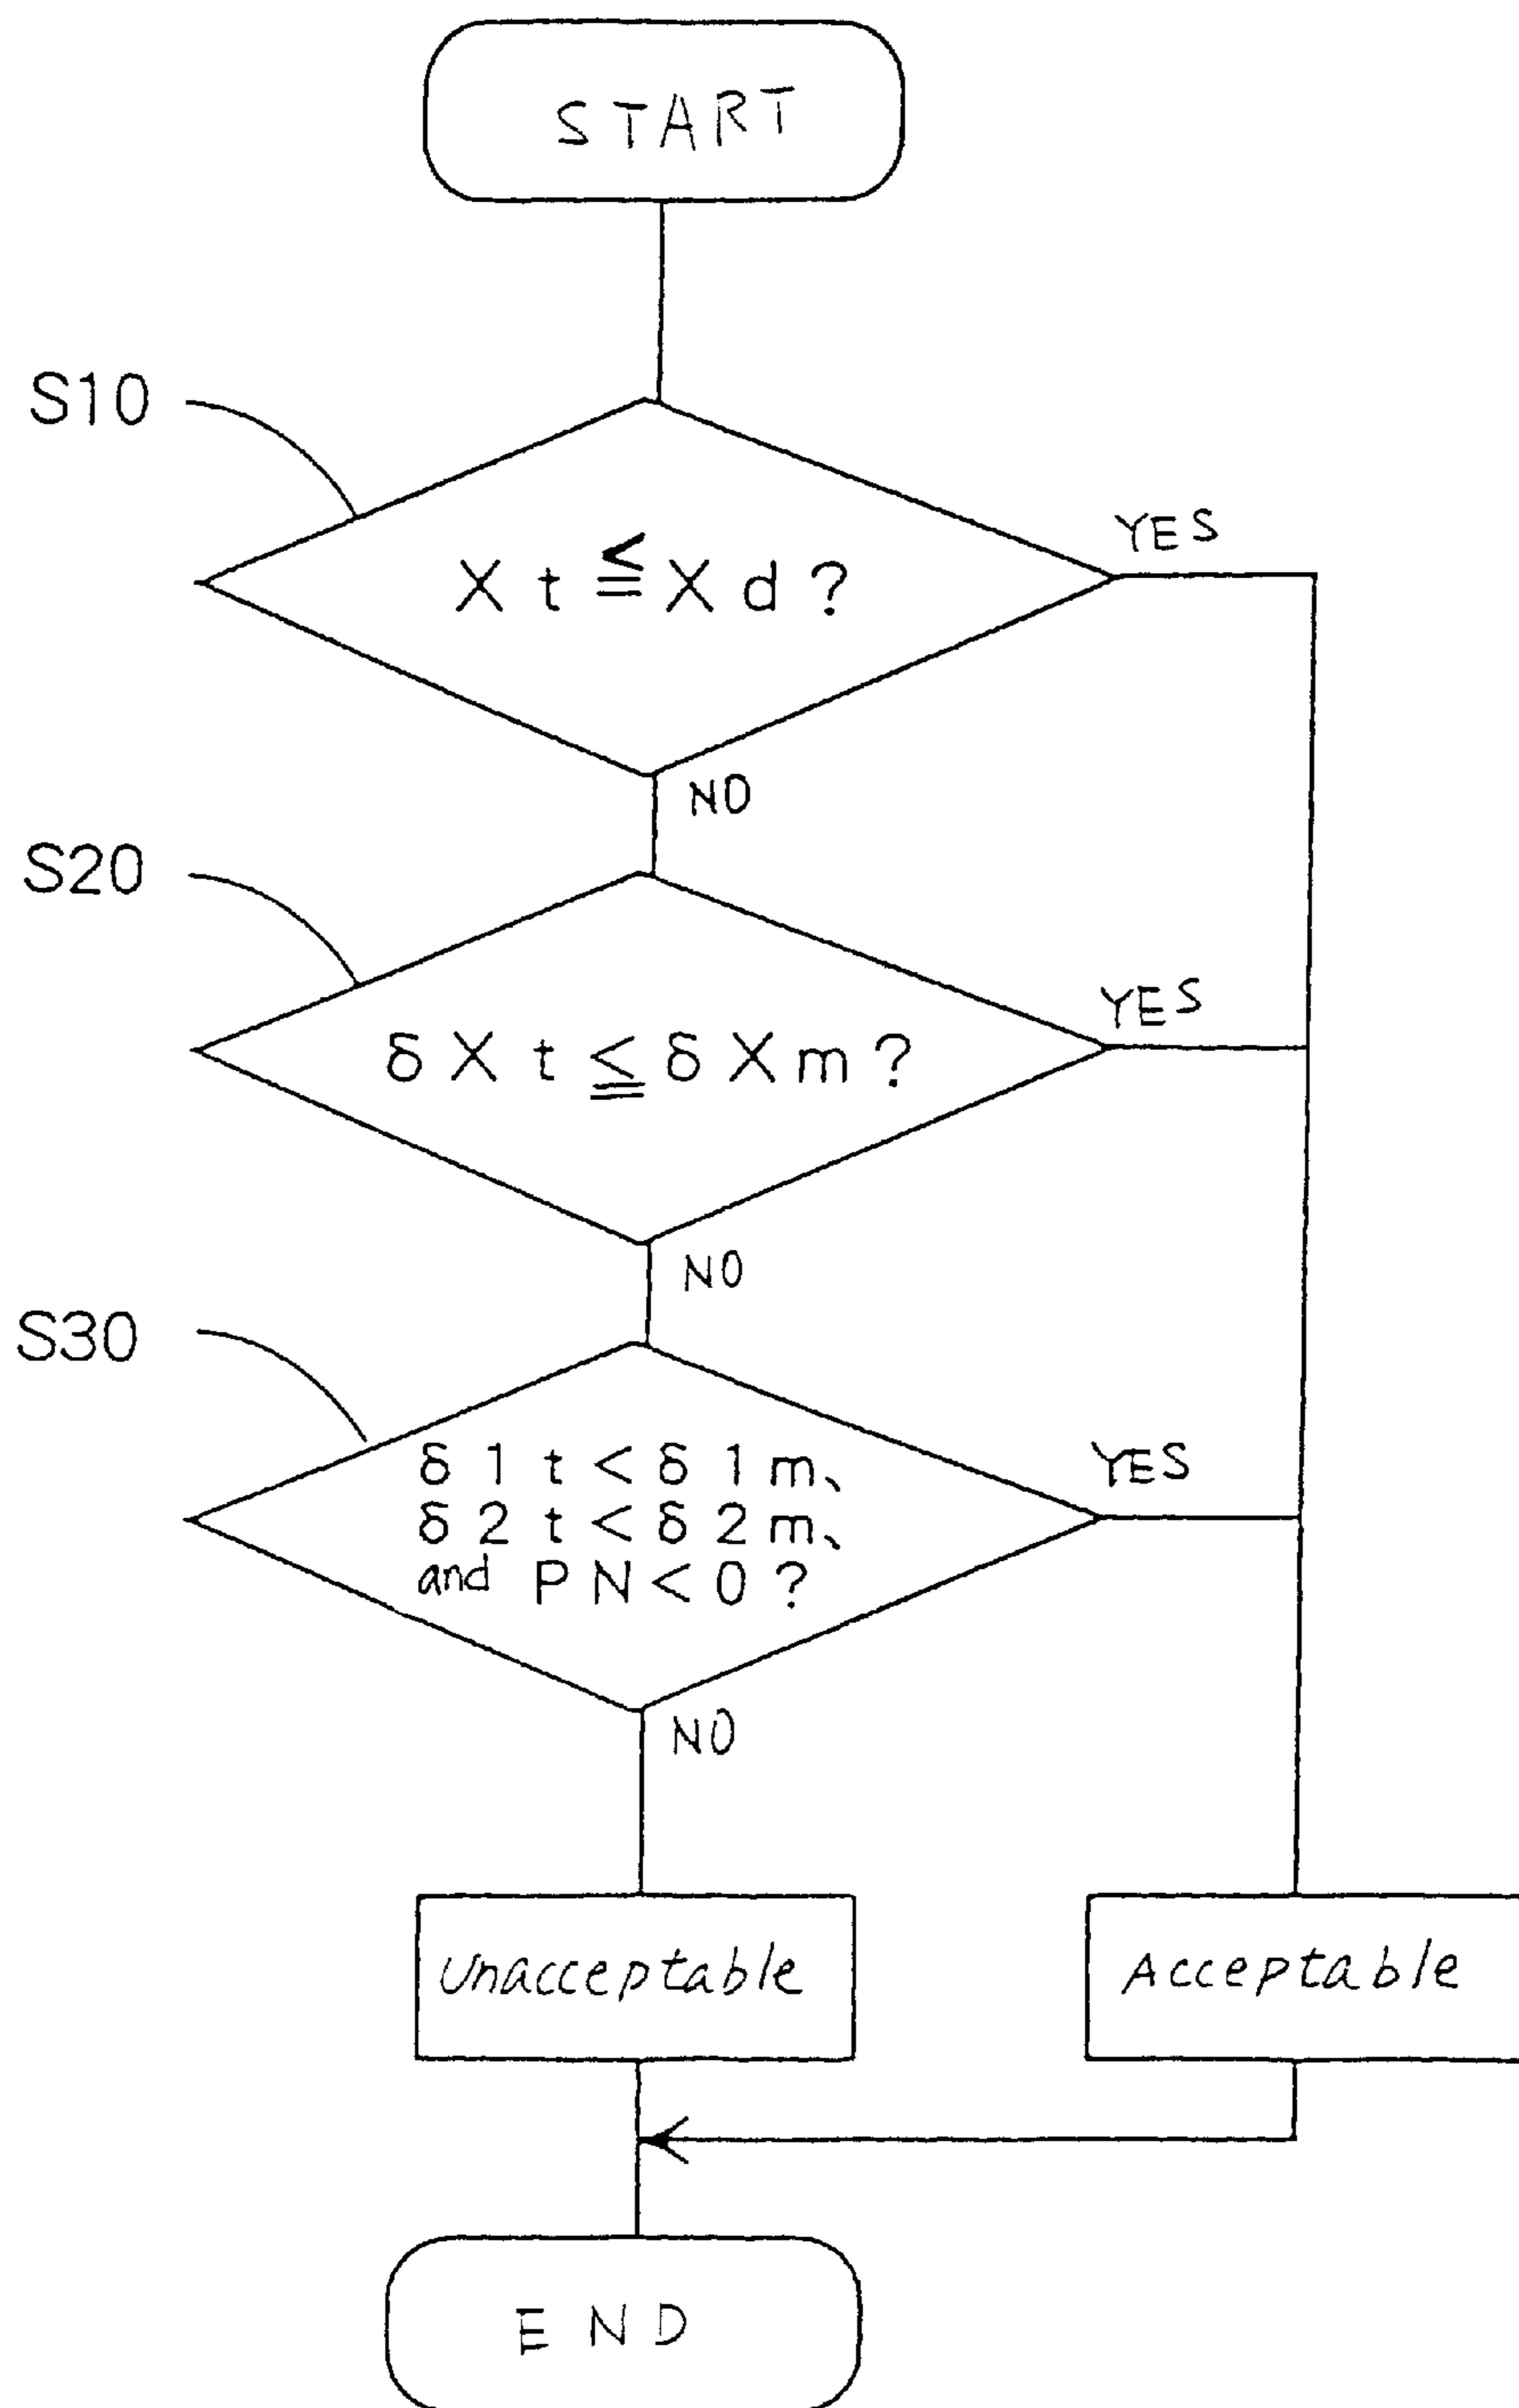 START
S10
X t ≦ X d ?
YES
NO
S20
δ X t ≦ δ X m ?
YES
NO
S30
δ 1 t < δ 1 m、
δ 2 t < δ 2 m、
and P N < 0 ?
YES
NO
Unacceptable
Acceptable
END